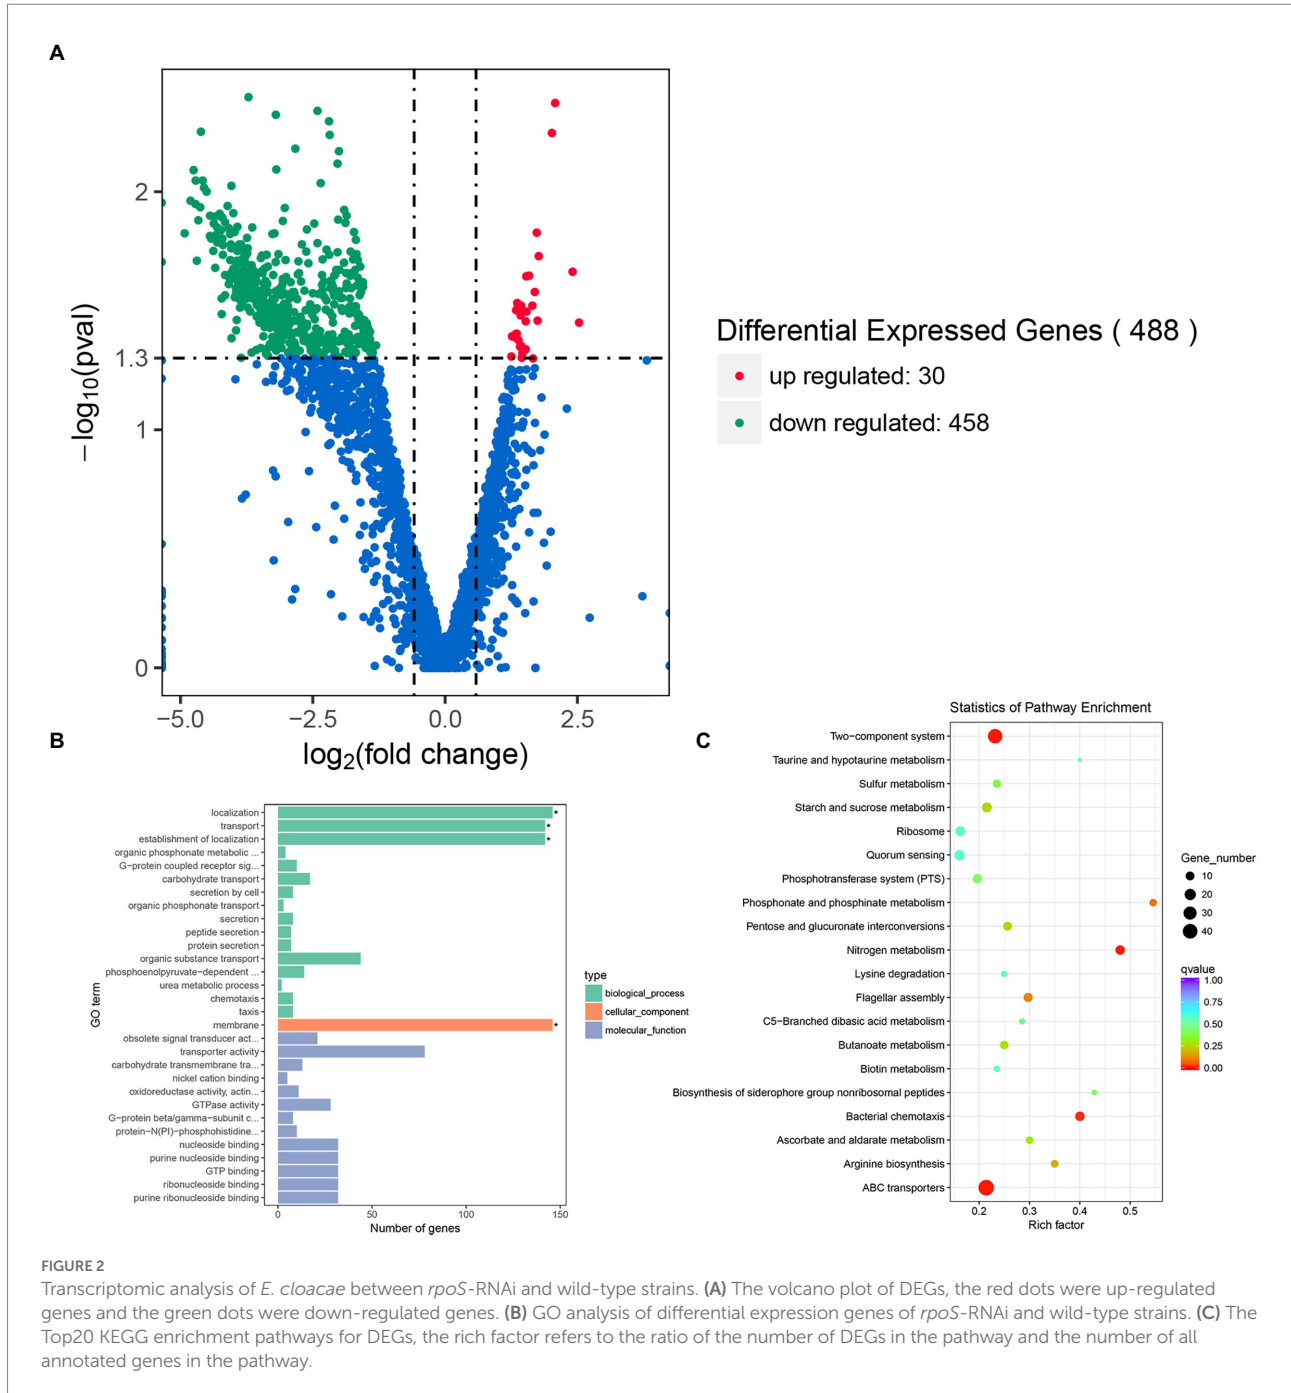 A
−log10(pval)
2
1.3
1
0
−5.0 −2.5 0.0 2.5
log2(fold change)
Differential Expressed Genes ( 488 )
up regulated: 30
down regulated: 458
B
GO term
localization *
transport *
establishment of localization *
organic phosphonate metabolic ...
G−protein coupled receptor sig...
carbohydrate transport
secretion by cell
organic phosphonate transport
secretion
peptide secretion
protein secretion
organic substance transport
phosphoenolpyruvate−dependent ...
urea metabolic process
chemotaxis
taxis
membrane *
obsolete signal transducer act...
transporter activity
carbohydrate transmembrane tra...
nickel cation binding
oxidoreductase activity, actin...
GTPase activity
G−protein beta/gamma−subunit c...
protein−N(PI)−phosphohistidine...
nucleoside binding
purine nucleoside binding
GTP binding
ribonucleoside binding
purine ribonucleoside binding
0 50 100 150
Number of genes
type
biological_process
cellular_component
molecular_function
C
Statistics of Pathway Enrichment
Two−component system
Taurine and hypotaurine metabolism
Sulfur metabolism
Starch and sucrose metabolism
Ribosome
Quorum sensing
Phosphotransferase system (PTS)
Phosphonate and phosphinate metabolism
Pentose and glucuronate interconversions
Nitrogen metabolism
Lysine degradation
Flagellar assembly
C5−Branched dibasic acid metabolism
Butanoate metabolism
Biotin metabolism
Biosynthesis of siderophore group nonribosomal peptides
Bacterial chemotaxis
Ascorbate and aldarate metabolism
Arginine biosynthesis
ABC transporters
0.2 0.3 0.4 0.5
Rich factor
Gene_number
10
20
30
40
qvalue
1.00
0.75
0.50
0.25
0.00
FIGURE 2
Transcriptomic analysis of E. cloacae between rpoS-RNAi and wild-type strains. (A) The volcano plot of DEGs, the red dots were up-regulated
genes and the green dots were down-regulated genes. (B) GO analysis of differential expression genes of rpoS-RNAi and wild-type strains. (C) The
Top20 KEGG enrichment pathways for DEGs, the rich factor refers to the ratio of the number of DEGs in the pathway and the number of all
annotated genes in the pathway.